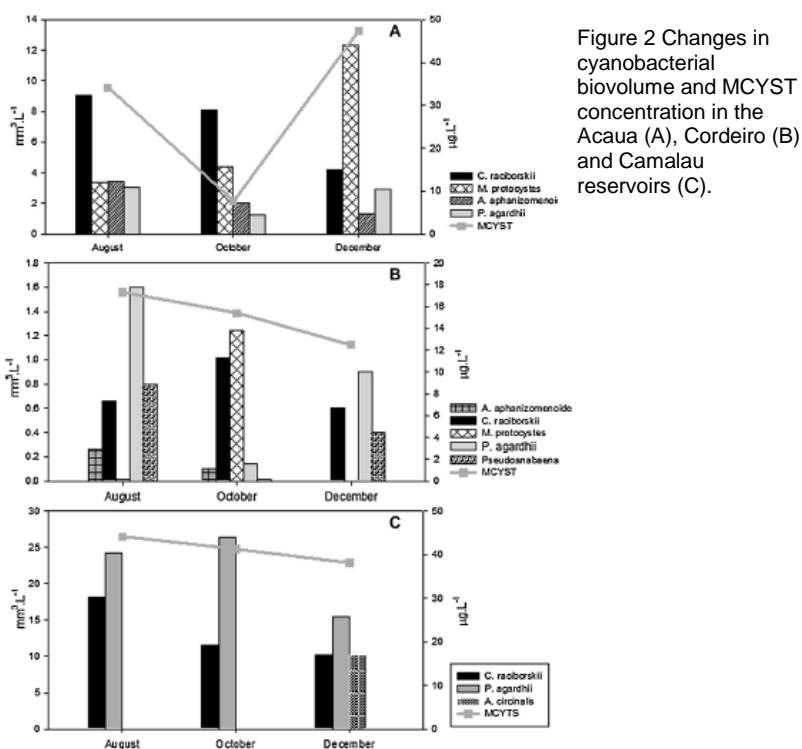 14
12
10
8
6
4
2
0
mm³.L⁻¹
A
50
40
30
20
10
0
µg.L⁻¹
C. raciborskii
M. protocystes
A. aphanizomenoi
P. agardhii
MCYST
August
October
December
Figure 2 Changes in
cyanobacterial
biovolume and MCYST
concentration in the
Acaua (A), Cordeiro (B)
and Camalau
reservoirs (C).
1.8
1.6
1.4
1.2
1.0
0.8
0.6
0.4
0.2
0.0
mm³.L⁻¹
B
20
18
16
14
12
10
8
6
4
2
0
µg.L⁻¹
A. aphanizomenoide
C. raciborskii
M. protocystes
P. agardhii
Pseudoanabaena
MCYST
August
October
December
30
25
20
15
10
5
0
mm³.L⁻¹
C
50
40
30
20
10
0
µg.L⁻¹
C. raciborskii
P. agardhii
A. circinalis
MCYTS
August
October
December